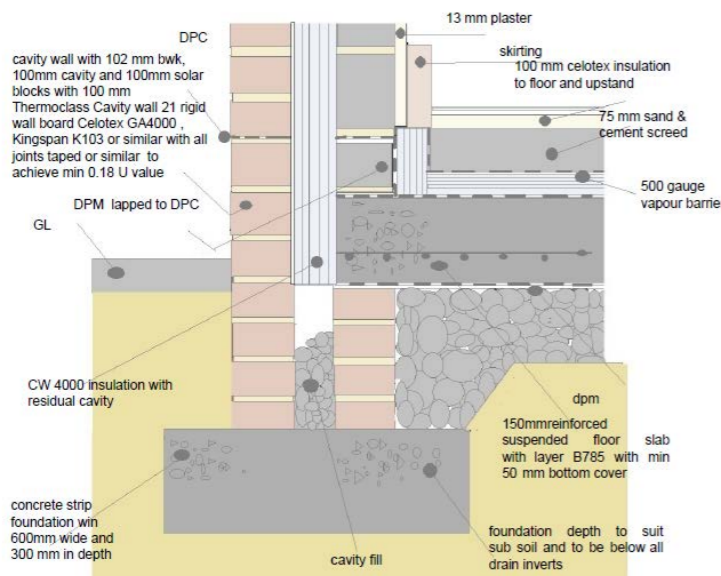 13 mm plaster
DPC
cavity wall with 102 mm bwk,
100mm cavity and 100mm solar
blocks with 100 mm
Thermoclass Cavity wall 21 rigid
wall board Celotex GA4000 ,
Kingspan K103 or similar with all
joints taped or similar to
achieve min 0.18 U value
skirting
100 mm celotex insulation
to floor and upstand
75 mm sand &
cement screed
500 gauge
vapour barrier
DPM lapped to DPC
GL
CW 4000 insulation with
residual cavity
dpm
150mmreinforced
suspended floor slab
with layer B785 with min
50 mm bottom cover
concrete strip
foundation win
600mm wide and
300 mm in depth
cavity fill
foundation depth to suit
sub soil and to be below all
drain inverts